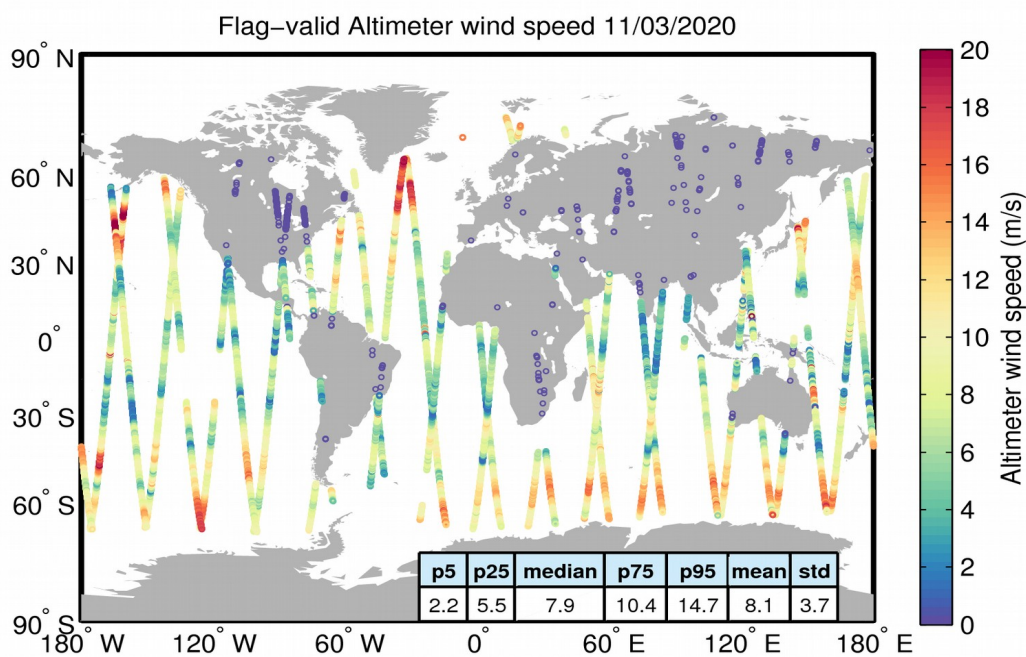 Flag−valid Altimeter wind speed 11/03/2020
90° N
60° N
30° N
0°
30° S
60° S
90° S
180° W
120° W
60° W
0°
60° E
120° E
180° E
p5 p25 median p75 p95 mean std
2.2 5.5 7.9 10.4 14.7 8.1 3.7
20
18
16
14
12
10
8
6
4
2
0
Altimeter wind speed (m/s)